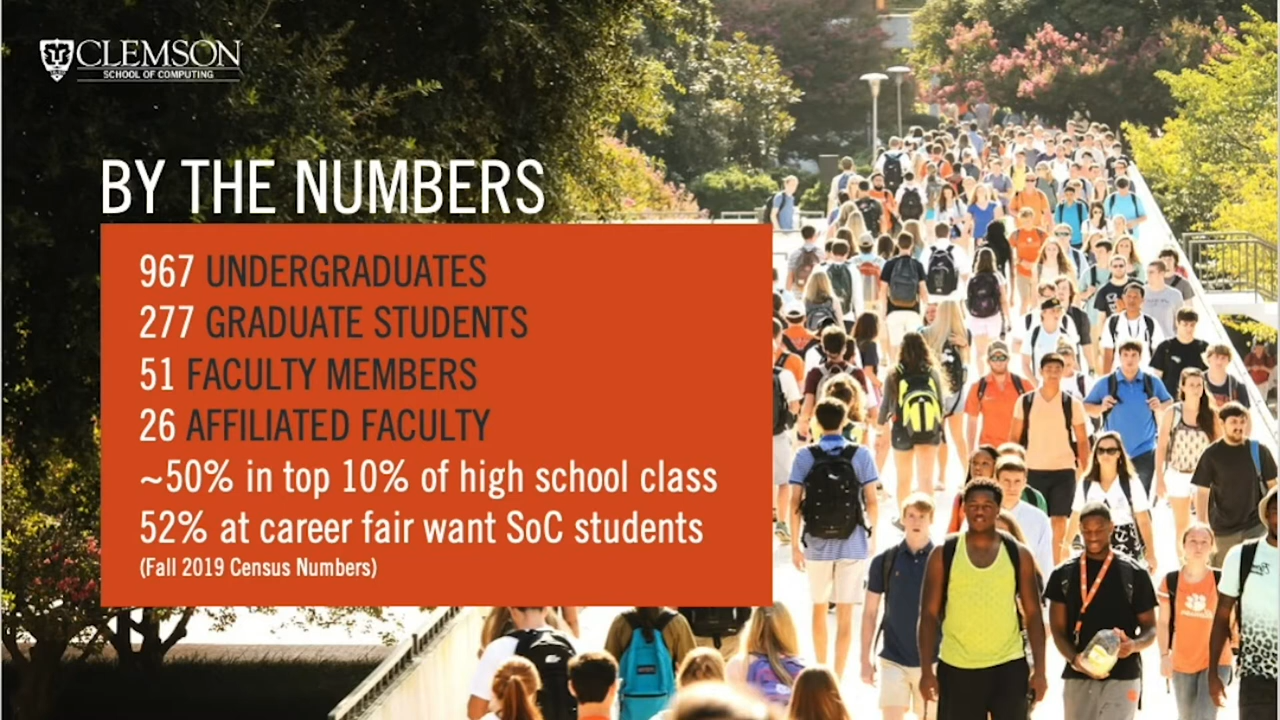 CLEMSON
SCHOOL OF COMPUTING
BY THE NUMBERS
967 UNDERGRADUATES
277 GRADUATE STUDENTS
51 FACULTY MEMBERS
26 AFFILIATED FACULTY
~50% in top 10% of high school class
52% at career fair want SoC students
(Fall 2019 Census Numbers)